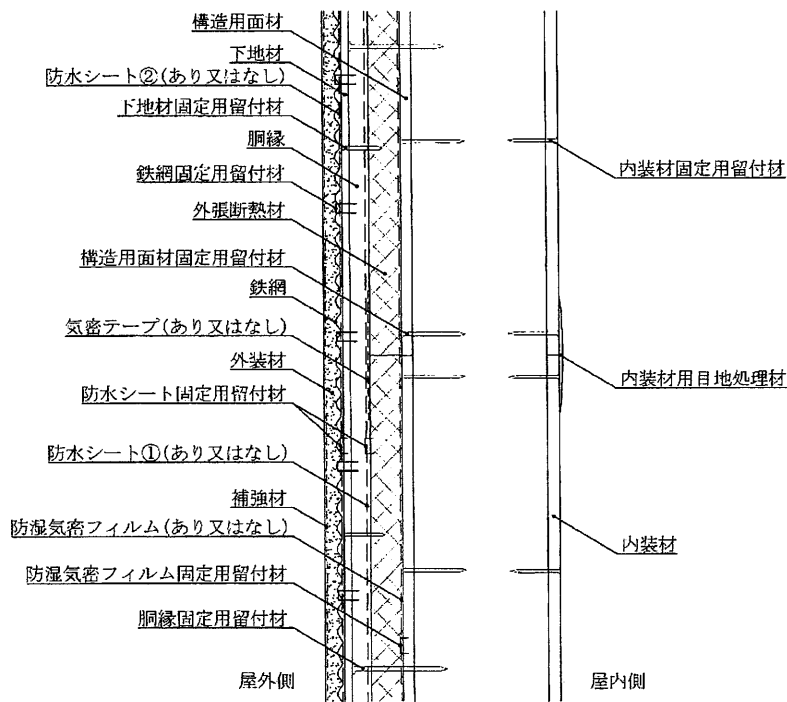 構造用面材
下地材
防水シート②(あり又はなし)
下地材固定用留付材
胴縁
鉄網固定用留付材
外張断熱材
構造用面材固定用留付材
鉄網
気密テープ(あり又はなし)
外装材
防水シート固定用留付材
防水シート①(あり又はなし)
補強材
防湿気密フィルム(あり又はなし)
防湿気密フィルム固定用留付材
胴縁固定用留付材
屋外側
内装材固定用留付材
内装材用目地処理材
内装材
屋内側